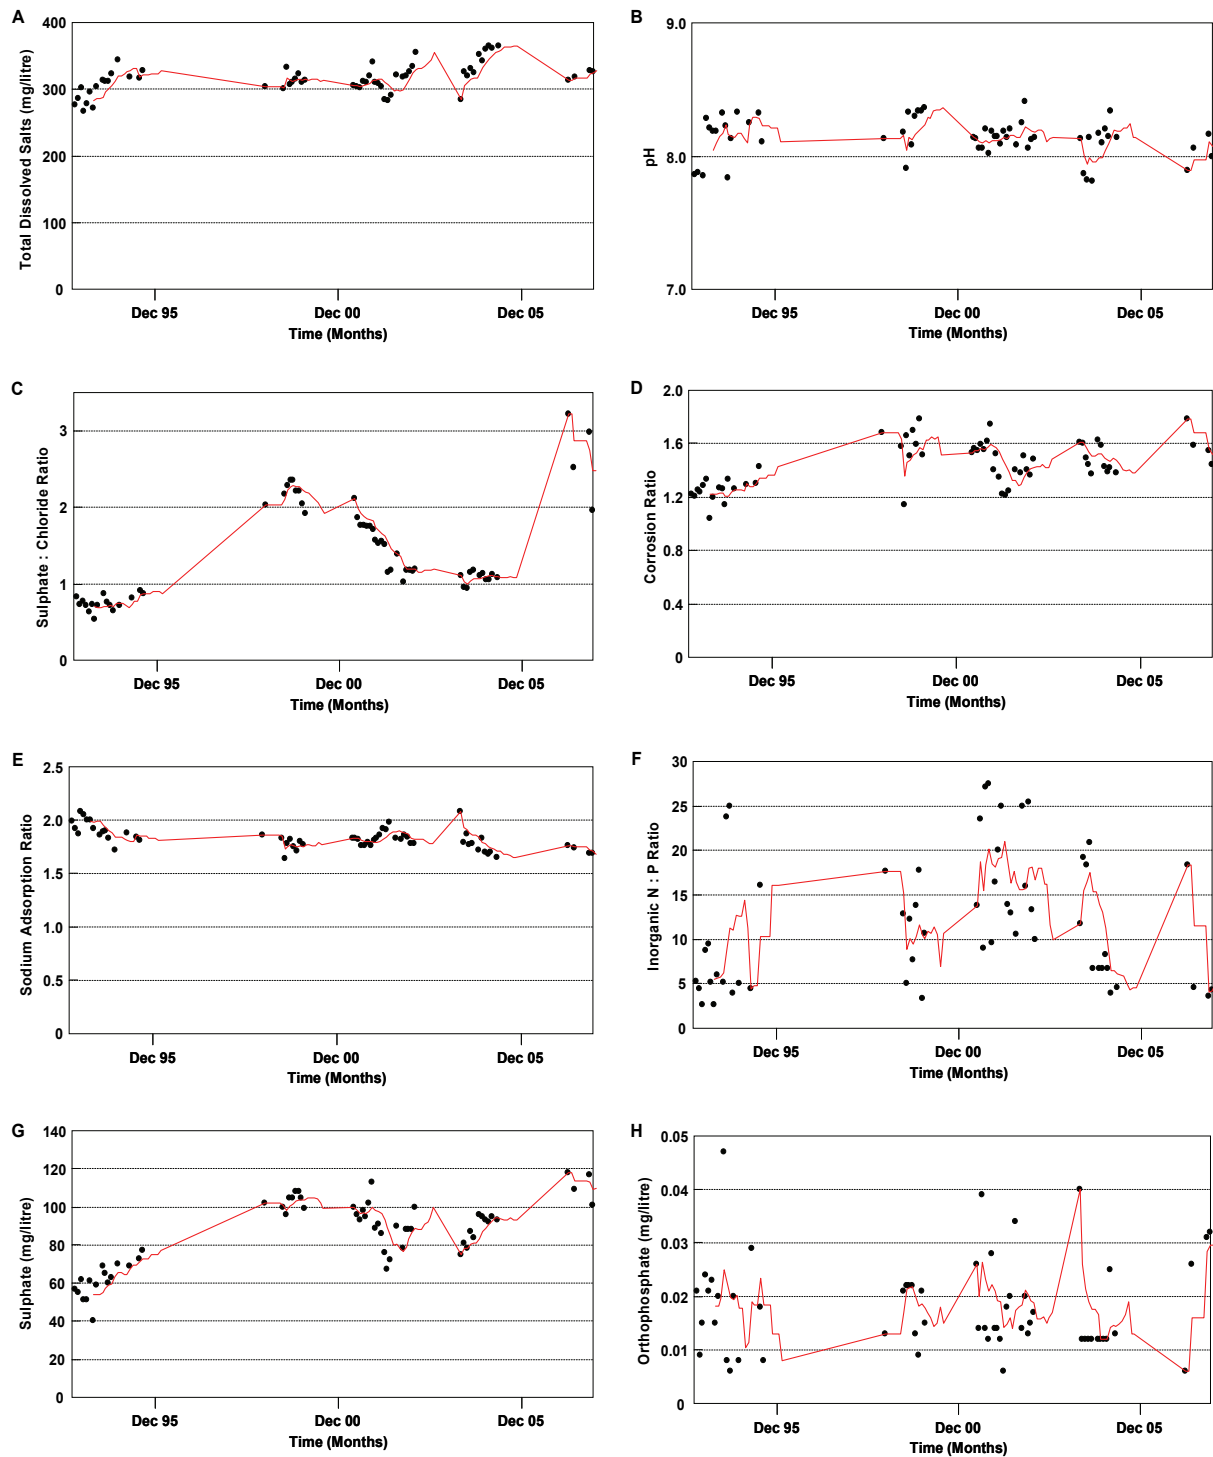 A
Total Dissolved Salts (mg/litre)
400
300
200
100
0
Dec 95
Dec 00
Dec 05
Time (Months)
B
pH
9.0
8.0
7.0
Dec 95
Dec 00
Dec 05
Time (Months)
C
Sulphate : Chloride Ratio
3
2
1
0
Dec 95
Dec 00
Dec 05
Time (Months)
D
Corrosion Ratio
2.0
1.6
1.2
0.8
0.4
0
Dec 95
Dec 00
Dec 05
Time (Months)
E
Sodium Adsorption Ratio
2.5
2.0
1.5
1.0
0.5
0
Dec 95
Dec 00
Dec 05
Time (Months)
F
Inorganic N : P Ratio
30
25
20
15
10
5
0
Dec 95
Dec 00
Dec 05
Time (Months)
G
Sulphate (mg/litre)
140
120
100
80
60
40
20
0
Dec 95
Dec 00
Dec 05
Time (Months)
H
Orthophosphate (mg/litre)
0.05
0.04
0.03
0.02
0.01
0
Dec 95
Dec 00
Dec 05
Time (Months)